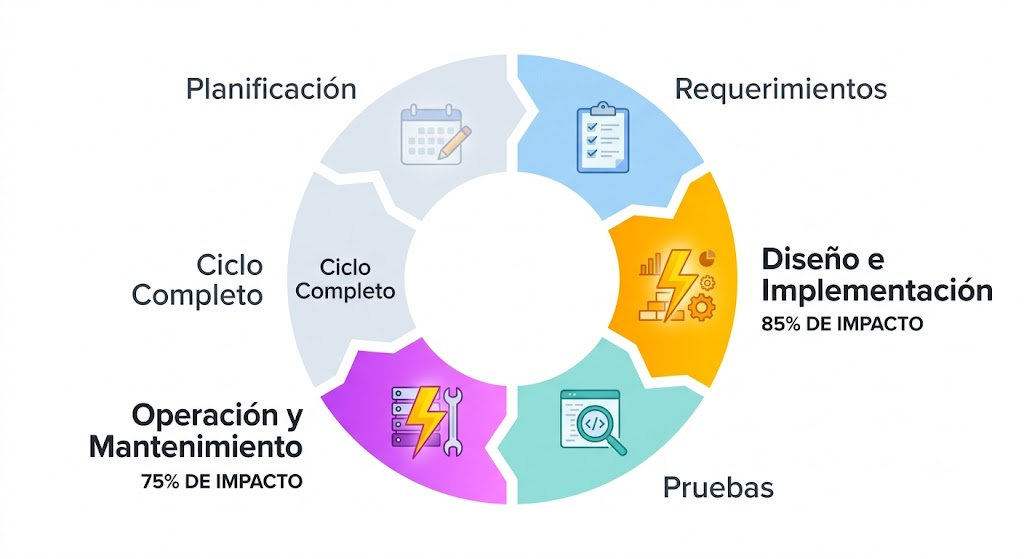 Planificación
Requerimientos
Ciclo
Completo
Ciclo
Completo
Diseño e
Implementación
85% DE IMPACTO
Operación y
Mantenimiento
75% DE IMPACTO
Pruebas